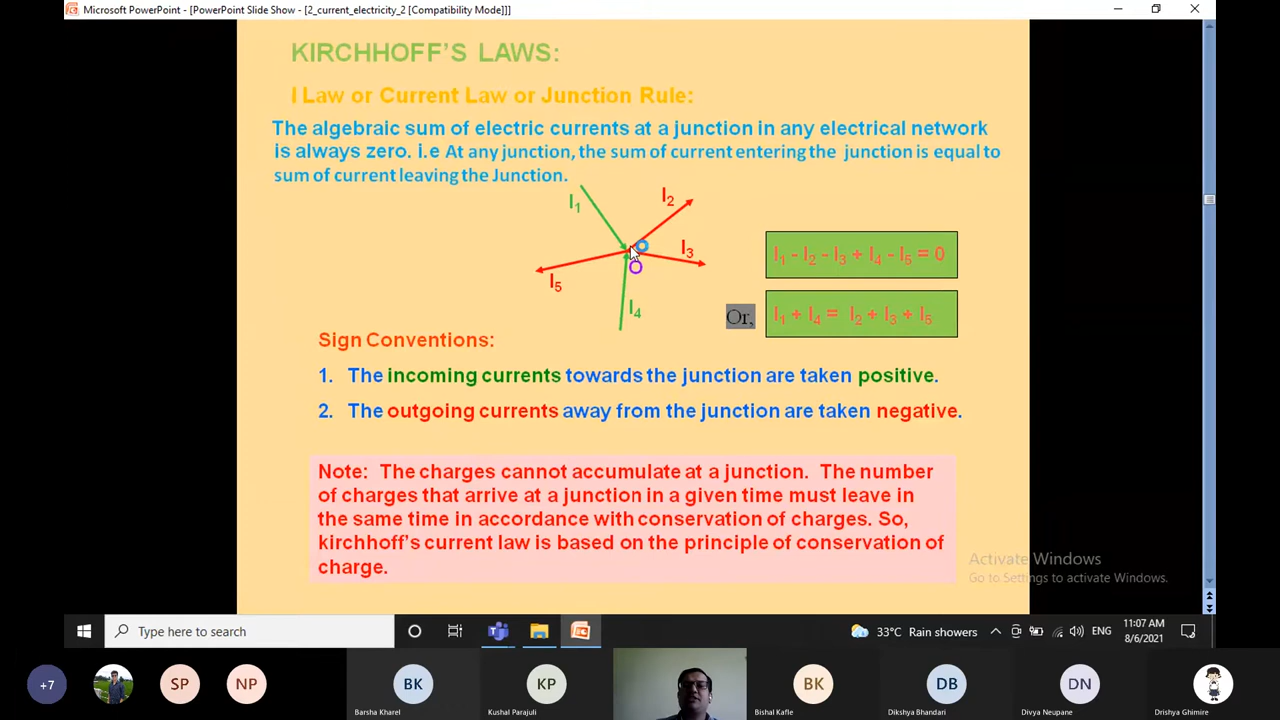 Microsoft PowerPoint - [PowerPoint Slide Show - [2_current_electricity_2 [Compatibility Mode]]]
KIRCHHOFF'S LAWS:
I Law or Current Law or Junction Rule:
The algebraic sum of electric currents at a junction in any electrical network
is always zero. i.e At any junction, the sum of current entering the junction is equal to
sum of current leaving the Junction.
I1
I2
I3
O
I5
I4
I1 - I2 - I3 + I4 - I5 = 0
Or,
I1 + I4 = I2 + I3 + I5
Sign Conventions:
1. The incoming currents towards the junction are taken positive.
2. The outgoing currents away from the junction are taken negative.
Note: The charges cannot accumulate at a junction. The number
of charges that arrive at a junction in a given time must leave in
the same time in accordance with conservation of charges. So,
kirchhoff's current law is based on the principle of conservation of
charge.
Activate Windows
Go to Settings to activate Windows.
Type here to search
33°C Rain showers
ENG
11:07 AM
8/6/2021
+7
SP
NP
BK
Barsha Kharel
KP
Kushal Parajuli
BK
Bishal Kafle
DB
Dikshya Bhandari
DN
Divya Neupane
Drishya Ghimire